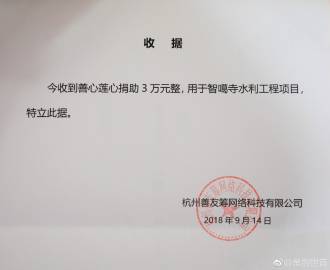 收 据
今收到善心莲心捐助 3 万元整，用于智噶寺水利工程项目，
特立此据。
杭州善友筹网络科技有限公司
2018 年 9 月 14 日